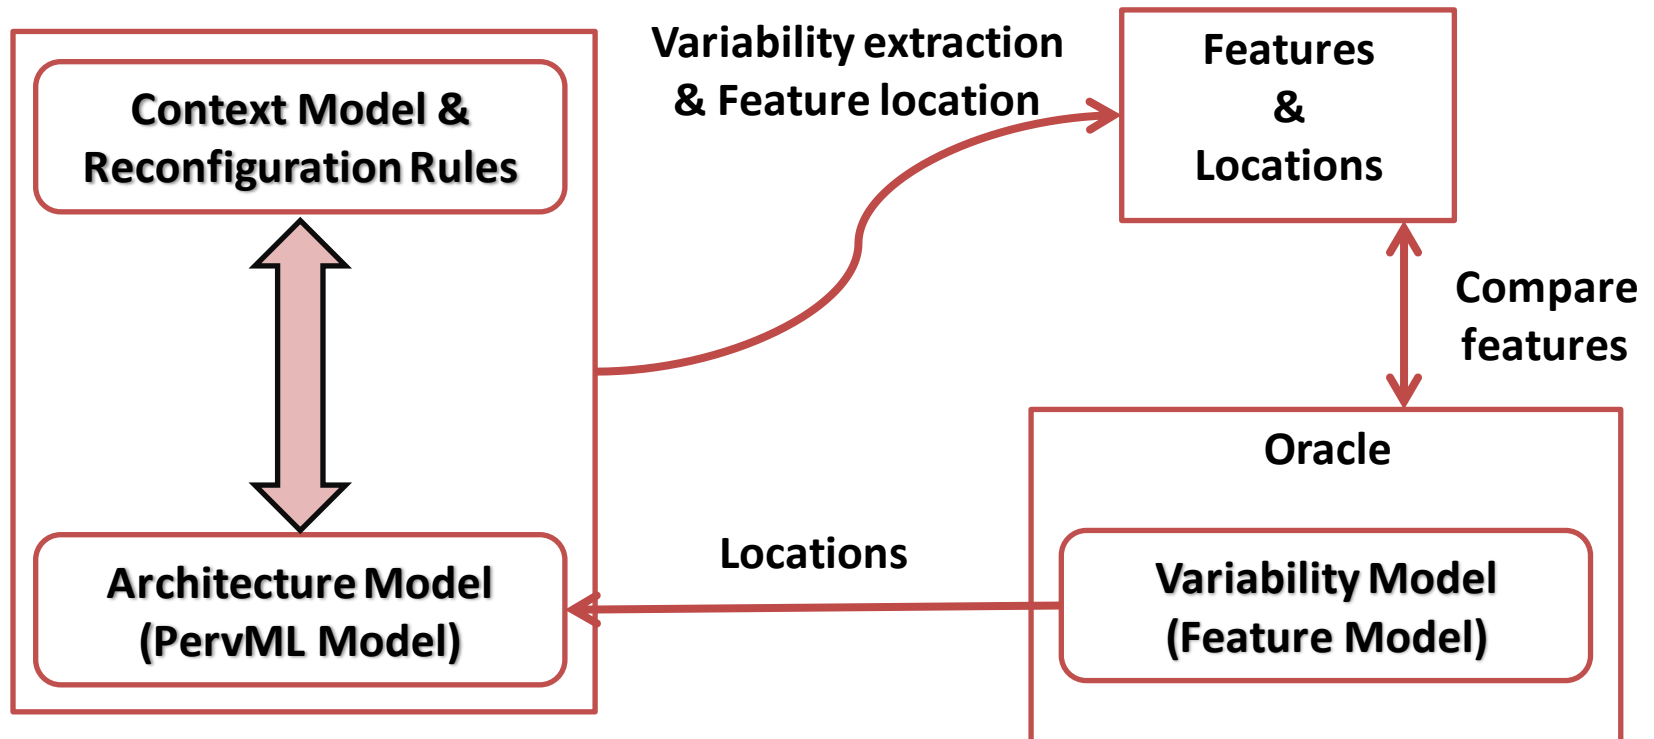 Context Model &
Reconfiguration Rules
Architecture Model
(PervML Model)
Variability extraction
& Feature location
Features
&
Locations
Compare
features
Oracle
Variability Model
(Feature Model)
Locations